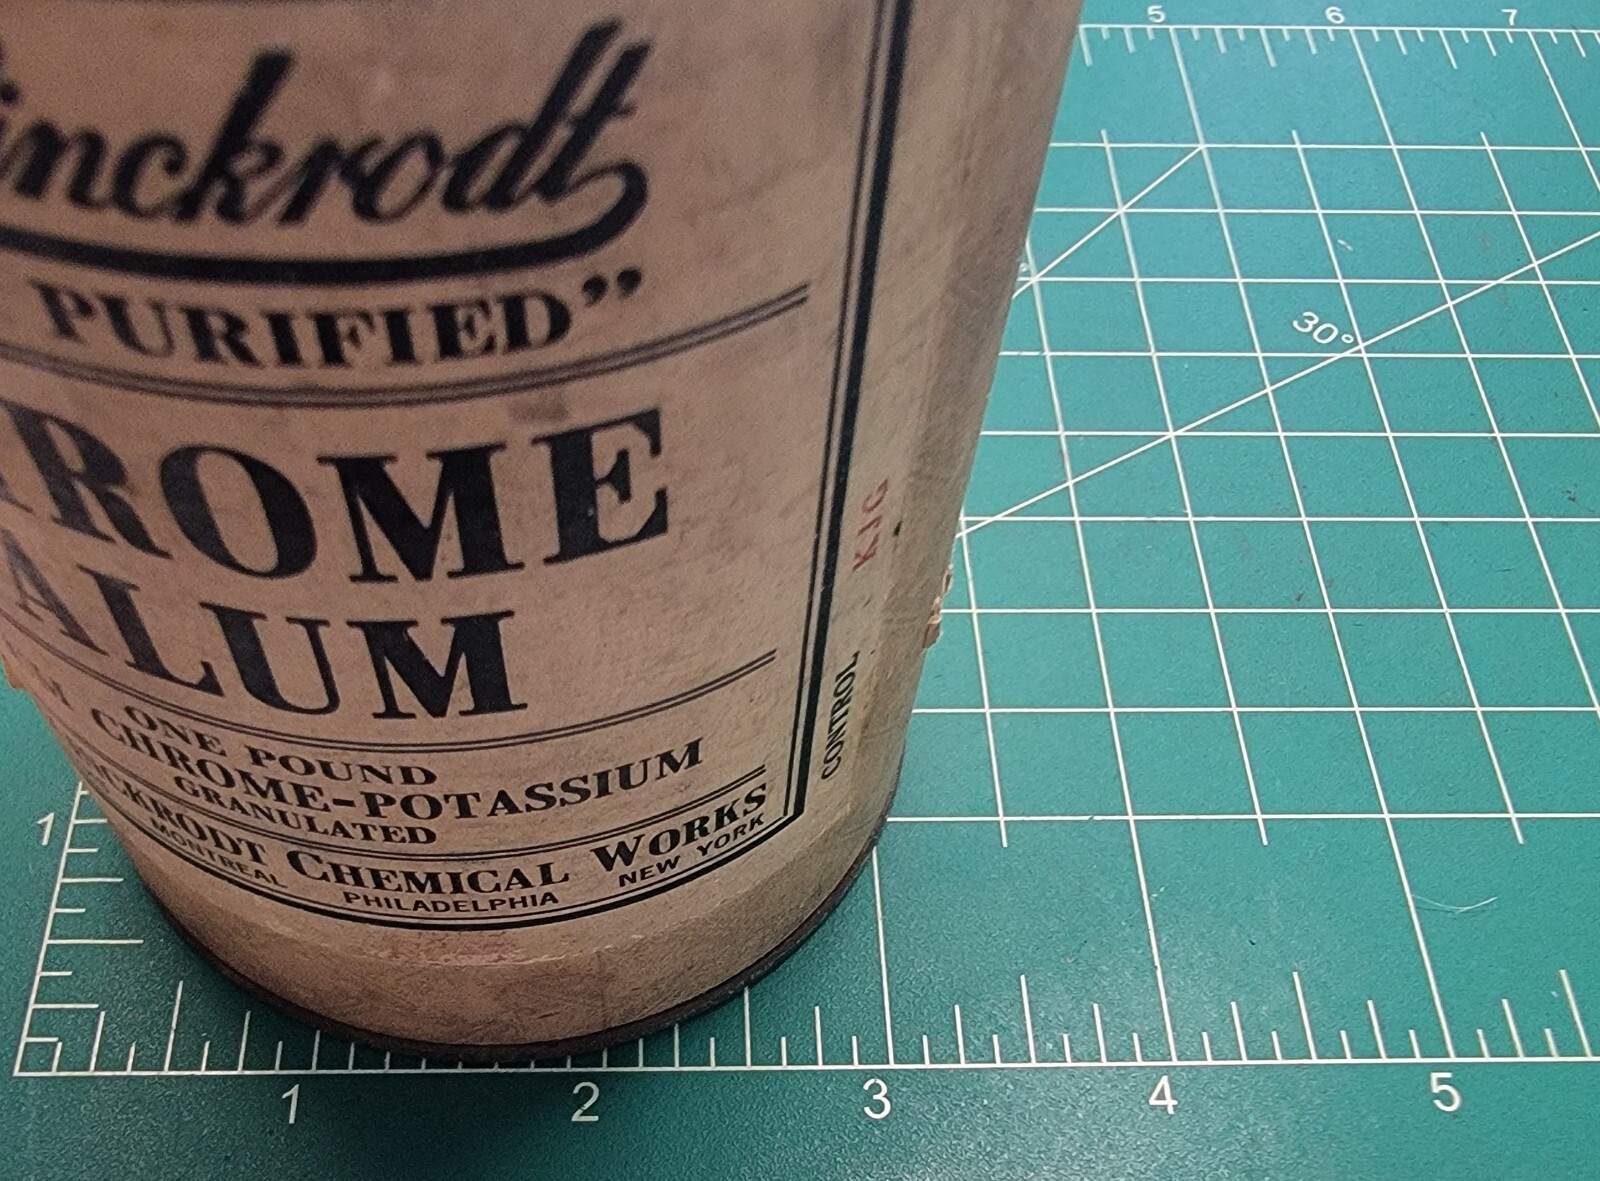 inckrodt
PURIFIED”
ROME
ALUM
ONE POUND
CHROME-POTASSIUM
GRANULATED
CKRODT CHEMICAL WORKS
MONTREAL PHILADELPHIA NEW YORK
CONTROL KJG
5 6 7
30°
1
1 2 3 4 5